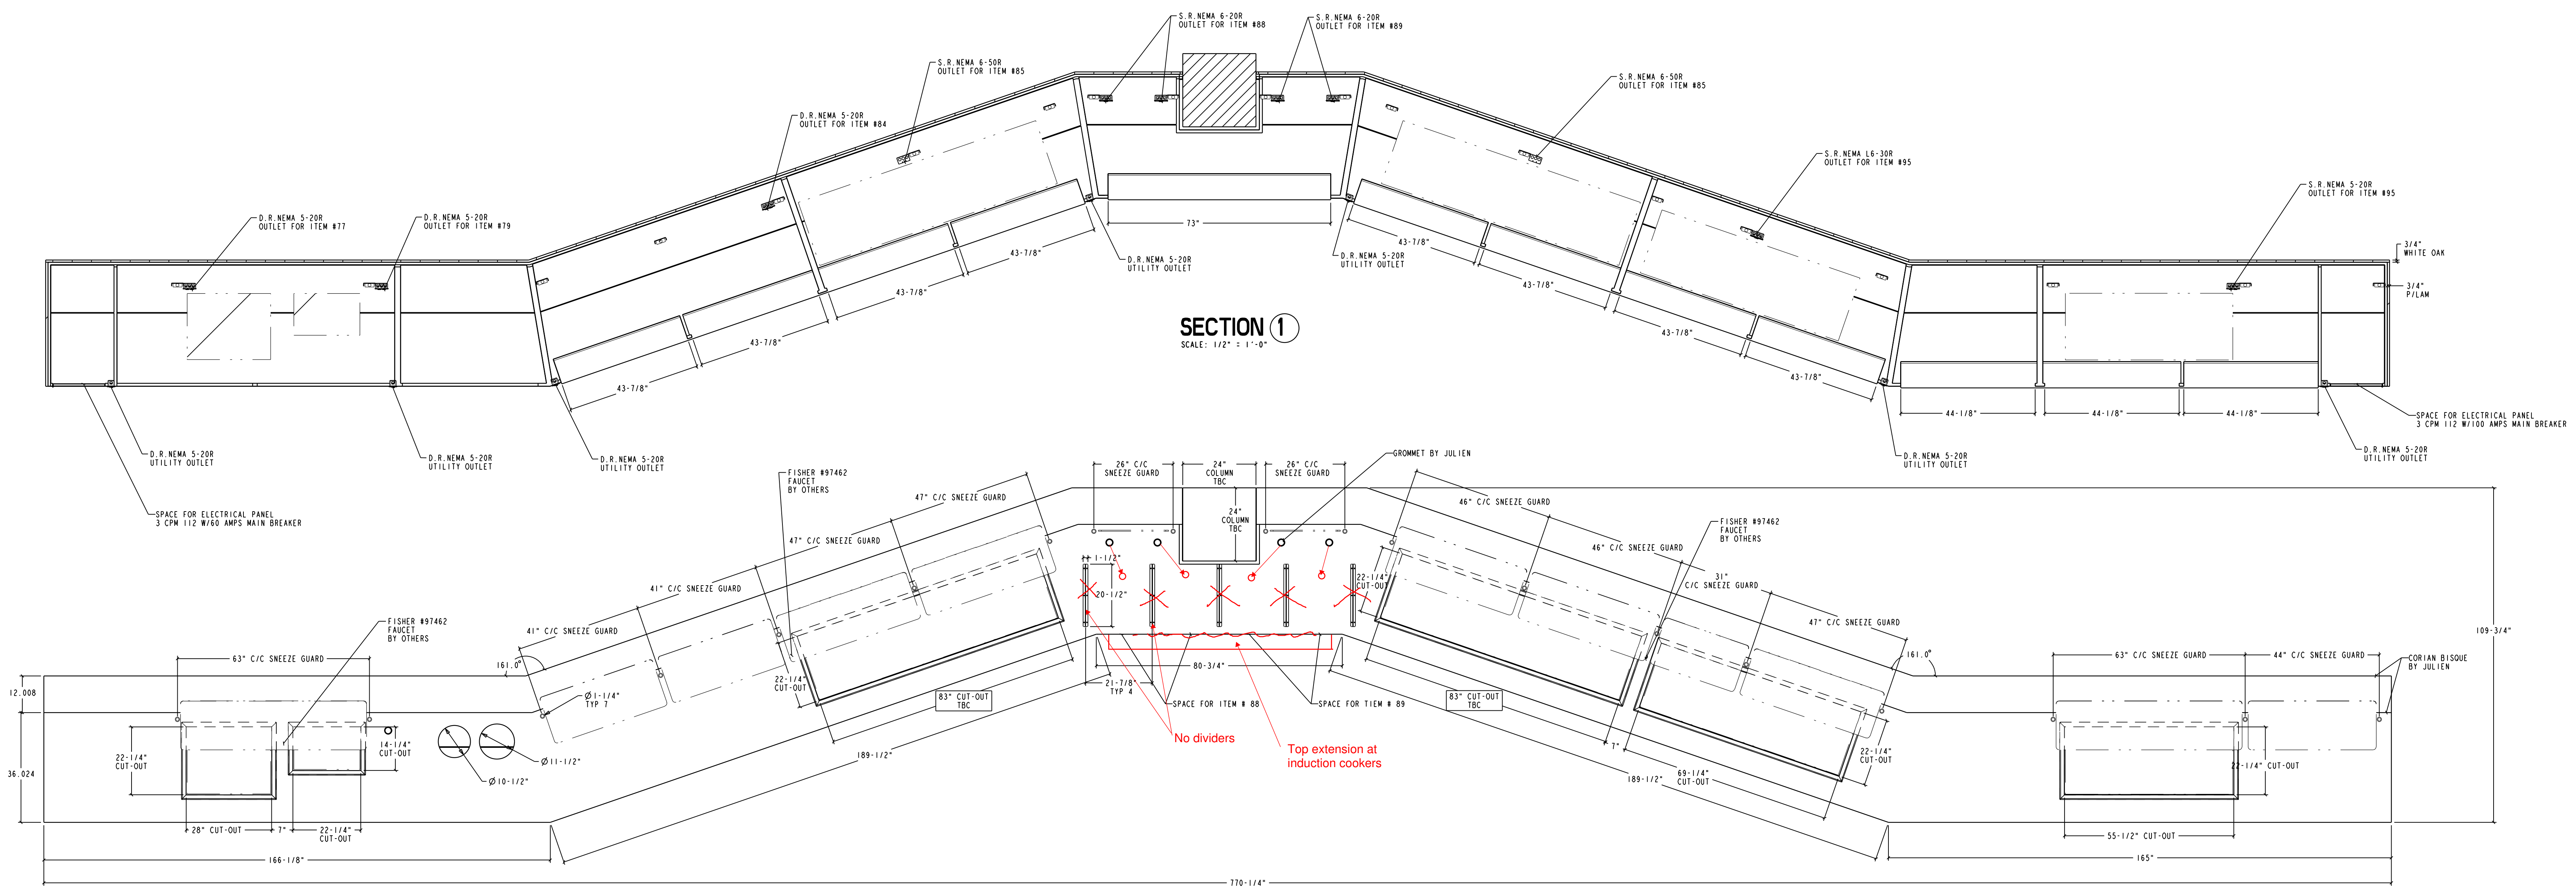 S.R.NEMA 6-20R
OUTLET FOR ITEM #88
S.R.NEMA 6-20R
OUTLET FOR ITEM #89
S.R.NEMA 6-50R
OUTLET FOR ITEM #85
S.R.NEMA 6-50R
OUTLET FOR ITEM #85
D.R.NEMA 5-20R
OUTLET FOR ITEM #84
S.R.NEMA L6-30R
OUTLET FOR ITEM #95
S.R.NEMA 5-20R
OUTLET FOR ITEM #95
D.R.NEMA 5-20R
OUTLET FOR ITEM #77
D.R.NEMA 5-20R
OUTLET FOR ITEM #79
73"
3/4"
WHITE OAK
3/4"
P/LAM
43-7/8"
43-7/8"
43-7/8"
43-7/8"
D.R.NEMA 5-20R
UTILITY OUTLET
D.R.NEMA 5-20R
UTILITY OUTLET
43-7/8"
43-7/8"
43-7/8"
43-7/8"
SECTION 1
SCALE: 1/2" = 1'-0"
44-1/8"
44-1/8"
44-1/8"
SPACE FOR ELECTRICAL PANEL
3 CPM 112 W/100 AMPS MAIN BREAKER
D.R.NEMA 5-20R
UTILITY OUTLET
D.R.NEMA 5-20R
UTILITY OUTLET
D.R.NEMA 5-20R
UTILITY OUTLET
D.R.NEMA 5-20R
UTILITY OUTLET
D.R.NEMA 5-20R
UTILITY OUTLET
SPACE FOR ELECTRICAL PANEL
3 CPM 112 W/60 AMPS MAIN BREAKER
GROMMET BY JULIEN
26" C/C
SNEEZE GUARD
24"
COLUMN
TBC
26" C/C
SNEEZE GUARD
24"
COLUMN
TBC
FISHER #97462
FAUCET
BY OTHERS
47" C/C SNEEZE GUARD
47" C/C SNEEZE GUARD
41" C/C SNEEZE GUARD
41" C/C SNEEZE GUARD
46" C/C SNEEZE GUARD
46" C/C SNEEZE GUARD
31"
C/C SNEEZE GUARD
47" C/C SNEEZE GUARD
FISHER #97462
FAUCET
BY OTHERS
1-1/2"
20-1/2"
22-1/4"
CUT-OUT
FISHER #97462
FAUCET
BY OTHERS
63" C/C SNEEZE GUARD
161.0°
Ø1-1/4"
TYP 7
22-1/4"
CUT-OUT
83" CUT-OUT
TBC
80-3/4"
21-7/8"
TYP 4
SPACE FOR ITEM # 88
SPACE FOR TIEM # 89
83" CUT-OUT
TBC
161.0°
63" C/C SNEEZE GUARD
44" C/C SNEEZE GUARD
CORIAN BISQUE
BY JULIEN
109-3/4"
12.008
36.024
22-1/4"
CUT-OUT
14-1/4"
CUT-OUT
Ø11-1/2"
Ø10-1/2"
189-1/2"
No dividers
Top extension at
induction cookers
7"
69-1/4"
CUT-OUT
189-1/2"
22-1/4"
CUT-OUT
22-1/4" CUT-OUT
28" CUT-OUT
7"
22-1/4"
CUT-OUT
55-1/2" CUT-OUT
166-1/8"
165"
770-1/4"